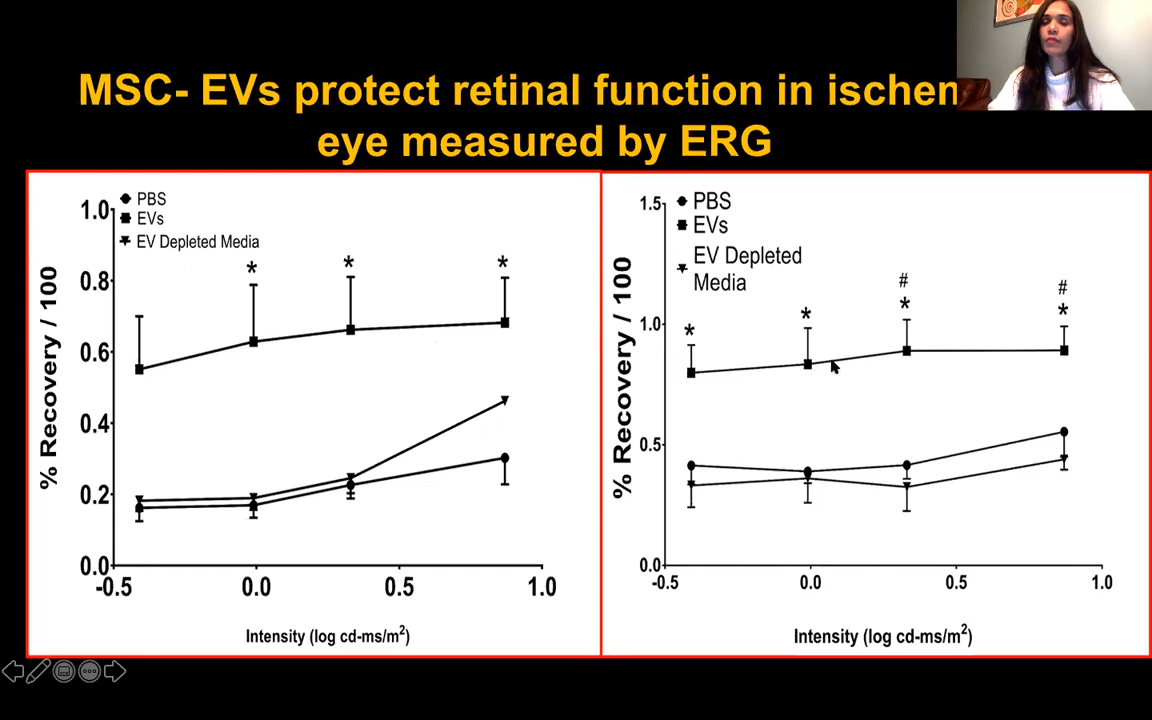 MSC- EVs protect retinal function in ischem
eye measured by ERG
PBS
EVs
EV Depleted Media
1.0
0.8
0.6
0.4
0.2
0.0
-0.5
0.0
0.5
1.0
% Recovery / 100
*
*
*
Intensity (log cd-ms/m²)
PBS
EVs
EV Depleted
Media
1.5
1.0
0.5
0.0
-0.5
0.0
0.5
1.0
% Recovery / 100
*
*
#
*
#
*
Intensity (log cd-ms/m²)